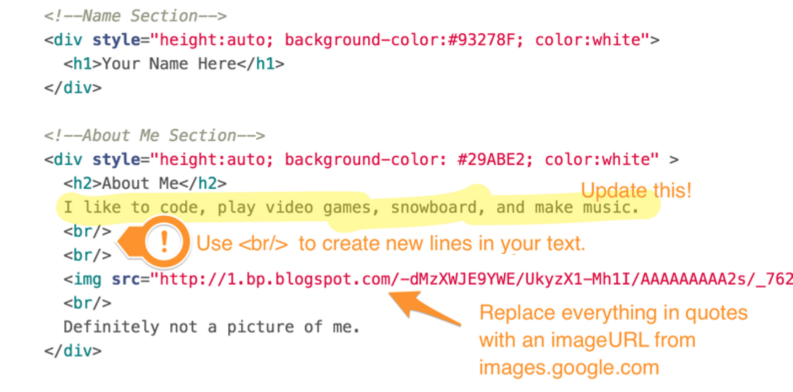 <!--Name Section-->
<div style="height:auto; background-color:#93278F; color:white">
<h1>Your Name Here</h1>
</div>
<!--About Me Section-->
<div style="height:auto; background-color: #29ABE2; color:white" >
<h2>About Me</h2>
Update this!
I like to code, play video games, snowboard, and make music.
<br/>
! Use <br/> to create new lines in your text.
<br/>
<img src="http://1.bp.blogspot.com/-dMzXWJE9YWE/UkyzX1-Mh1I/AAAAAAAAA2s/_762
<br/>
Definitely not a picture of me.
</div>
Replace everything in quotes
with an imageURL from
images.google.com